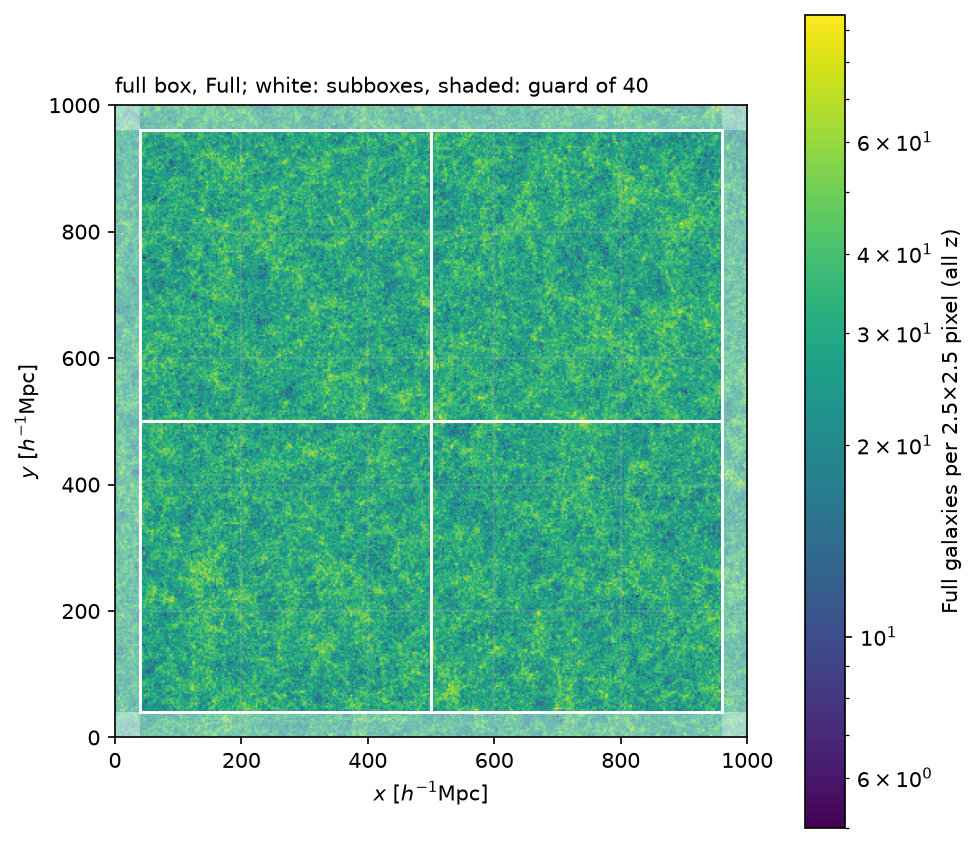 full box, Full; white: subboxes, shaded: guard of 40
1000
800
600
400
200
0
y [h⁻¹Mpc]
0 200 400 600 800 1000
x [h⁻¹Mpc]
6 × 10¹
4 × 10¹
3 × 10¹
2 × 10¹
10¹
6 × 10⁰
Full galaxies per 2.5×2.5 pixel (all z)